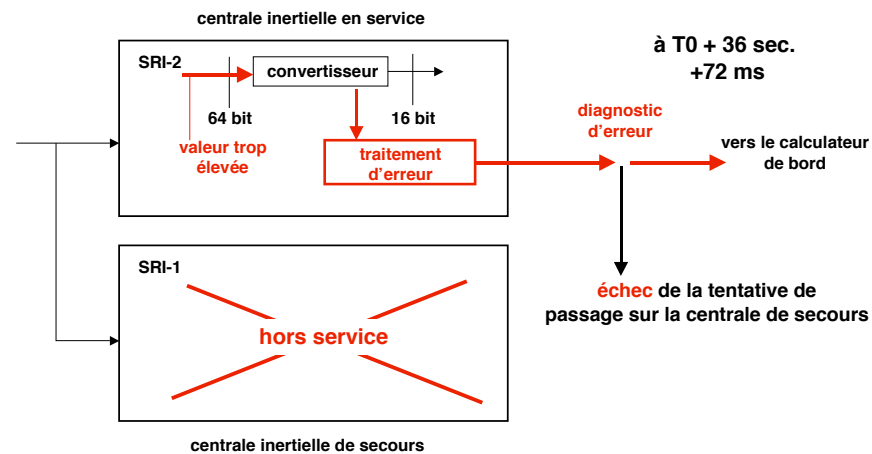 centrale inertielle en service
à T0 + 36 sec.
+72 ms
SRI-2
convertisseur
64 bit
16 bit
valeur trop
élevée
traitement
d'erreur
diagnostic
d'erreur
vers le calculateur
de bord
SRI-1
hors service
échec de la tentative de
passage sur la centrale de secours
centrale inertielle de secours